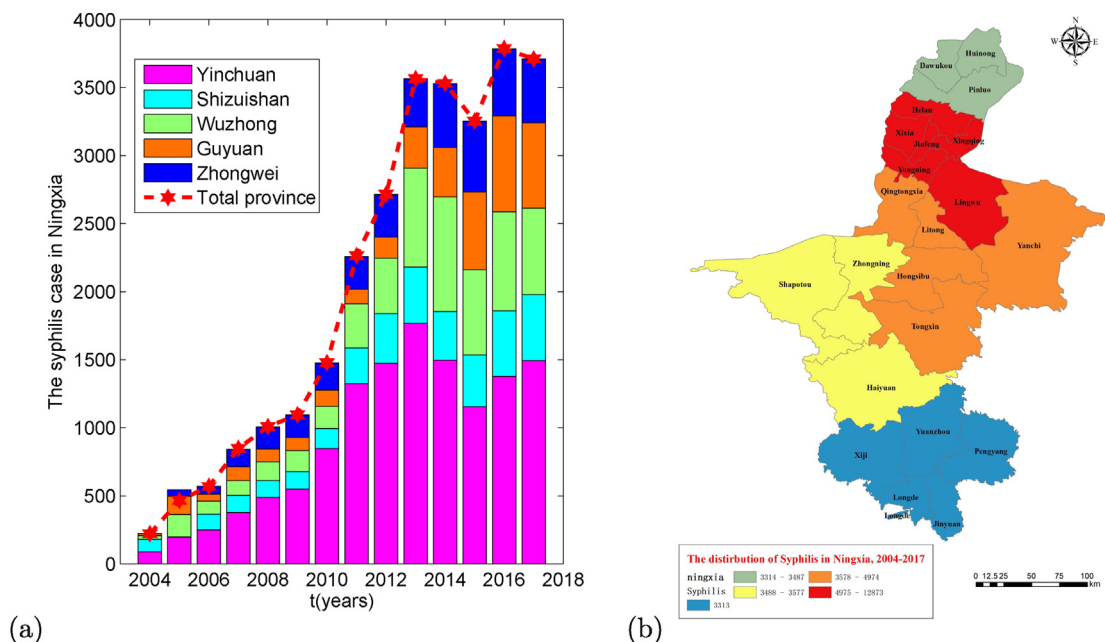 4000
3500
3000
2500
2000
1500
1000
500
0
The syphilis case in Ningxia
Yinchuan
Shizuishan
Wuzhong
Guyuan
Zhongwei
Total province
2004 2006 2008 2010 2012 2014 2016 2018
t(years)
(a)
N
W E
S
Huinong
Dawukou
Pinluo
Helan
Xixia
Xingqing
Jinfeng
Yongning
Qingtongxia
Lingwu
Litong
Yanchi
Zhongning
Hongsibu
Shapotou
Tongxin
Haiyuan
Yuanzhou
Xiji
Pengyang
Longde
Longde
Jinyuan
The distirbution of Syphilis in Ningxia, 2004-2017
ningxia 3314 - 3487 3578 - 4974
Syphilis 3488 - 3577 4975 - 12873
3313
0 12.5 25 50 75 100
km
(b)